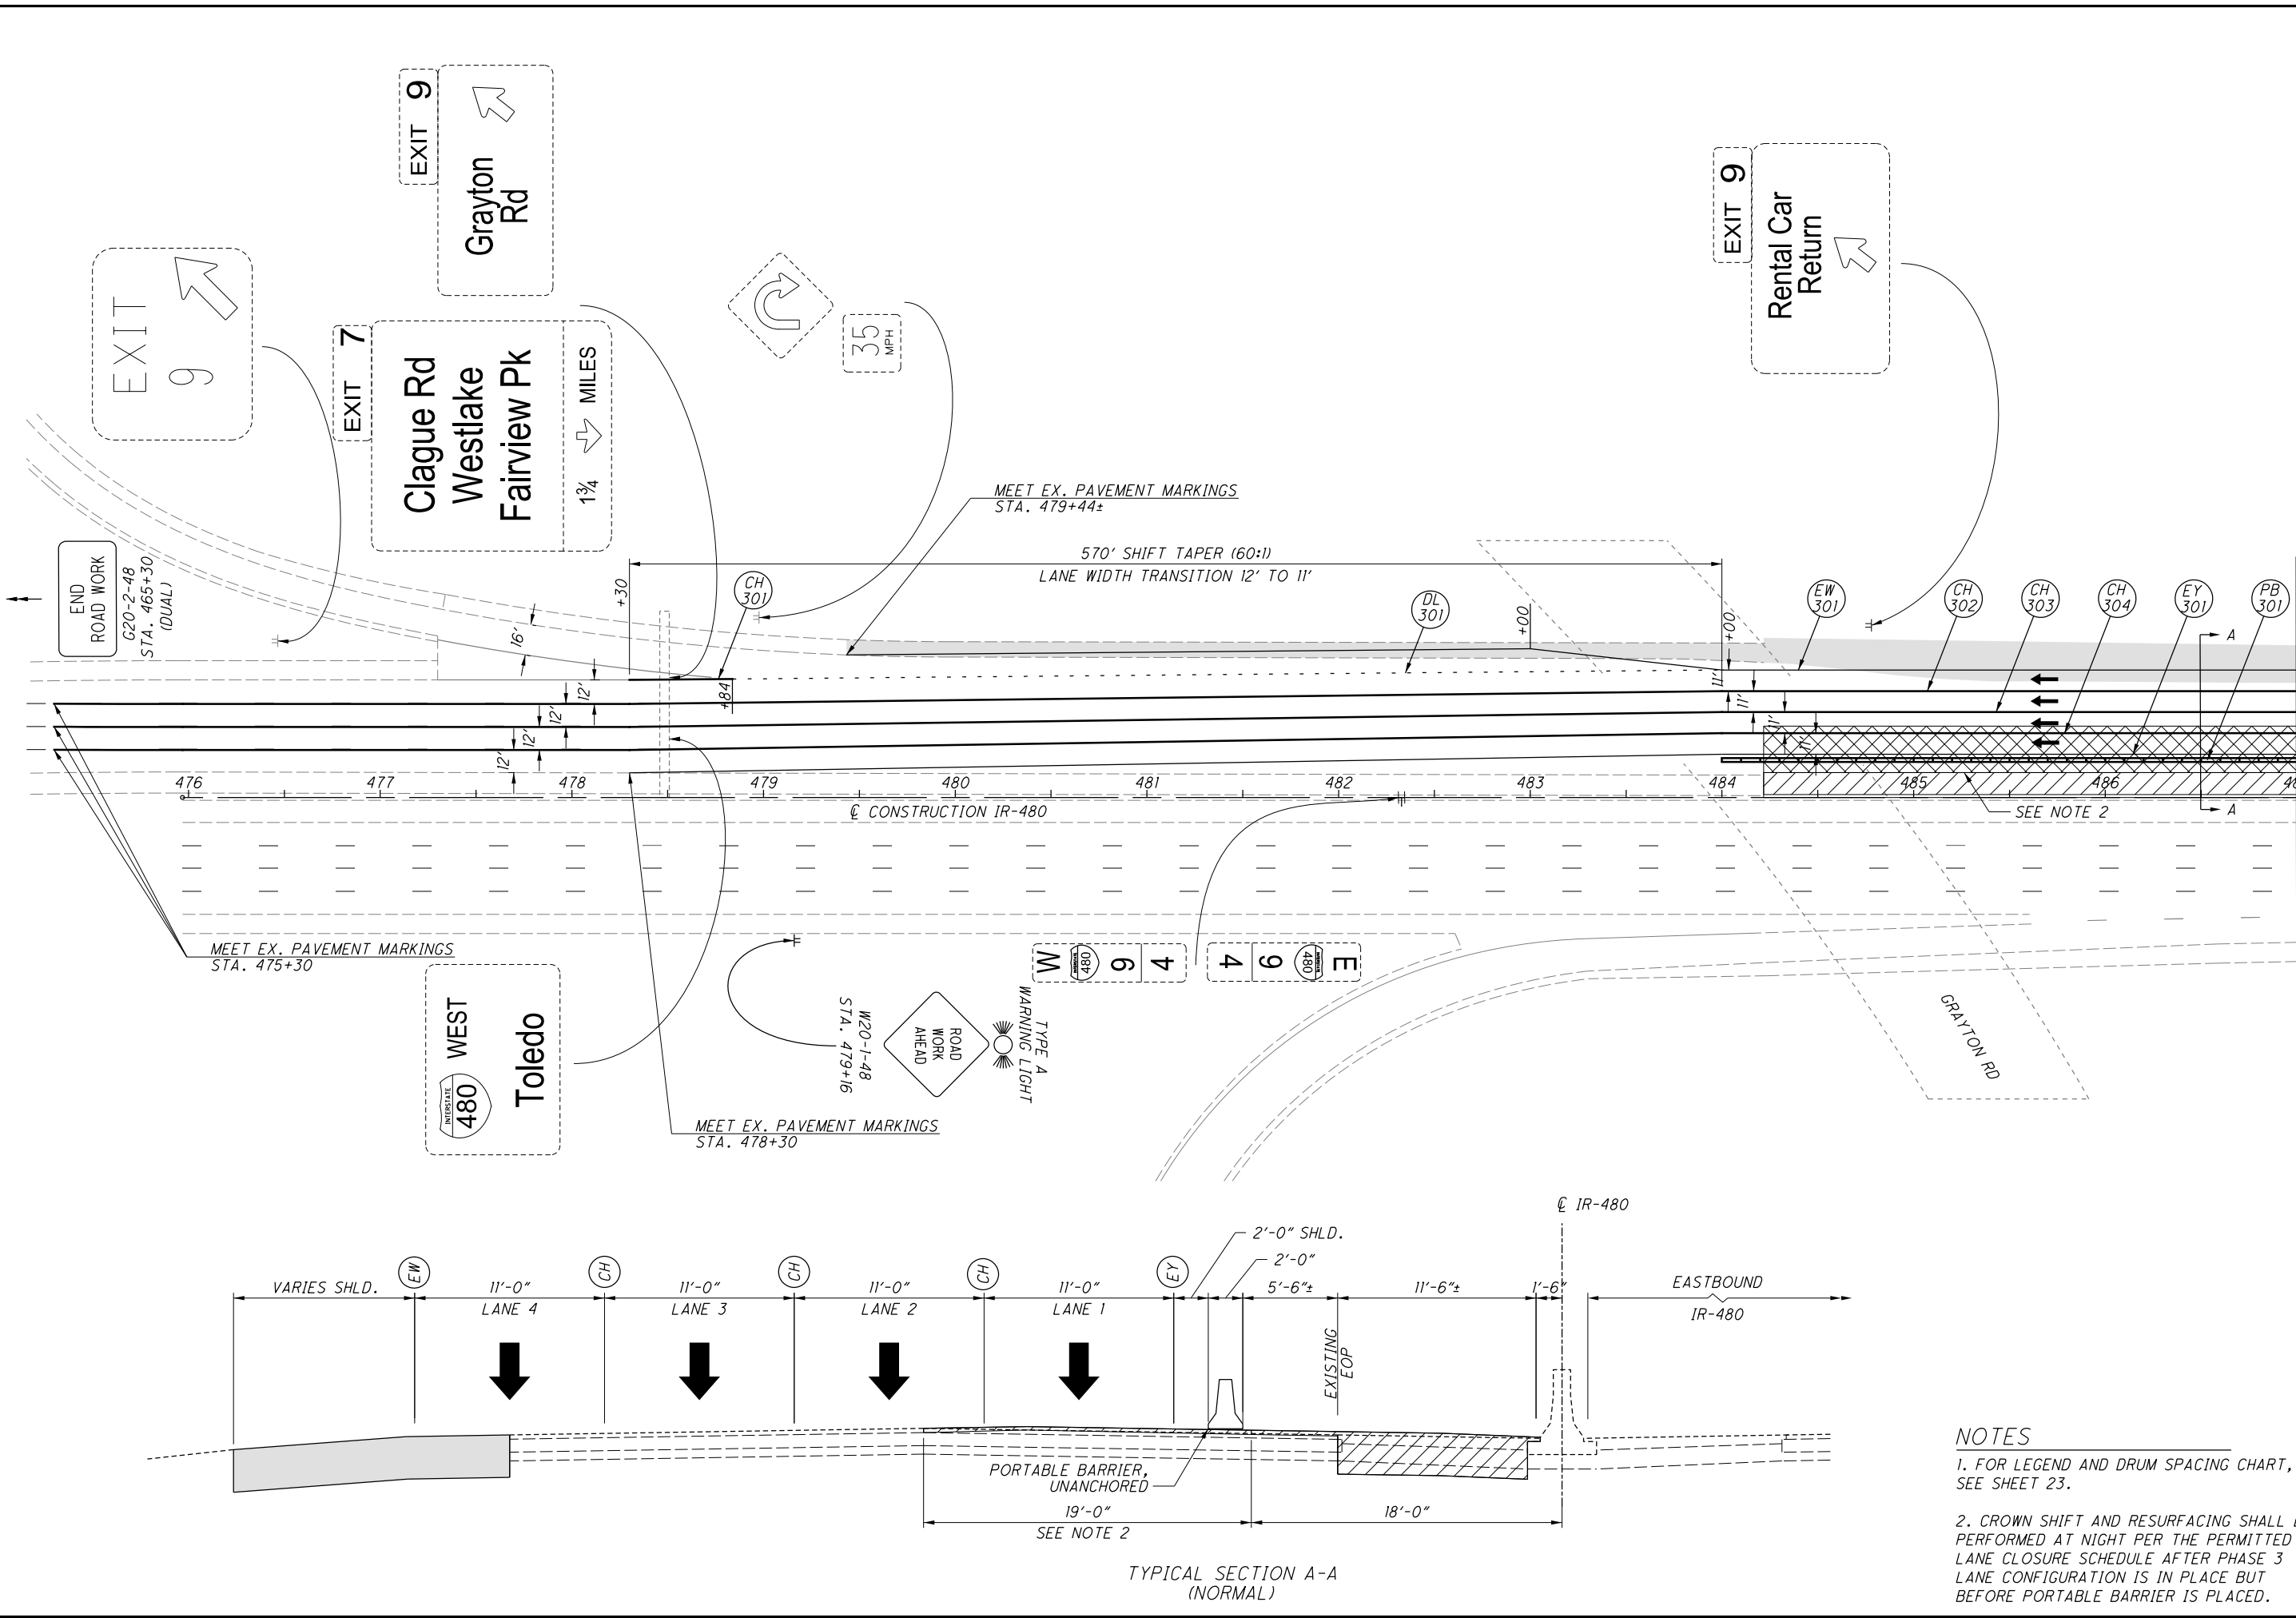 EXIT 9
Grayton
Rd
EXIT
9
EXIT 7
Clague Rd
Westlake
Fairview Pk
1¾ MILES
35
MPH
EXIT 9
Rental Car
Return
END
ROAD WORK
G20-2-48
STA. 465+30
(DUAL)
MEET EX. PAVEMENT MARKINGS
STA. 479+44±
570' SHIFT TAPER (60:1)
LANE WIDTH TRANSITION 12' TO 11'
+30
CH
301
DL
301
+00
+00
EW
301
CH
302
CH
303
CH
304
EY
301
PB
301
A
16'
12'
12'
12'
12'
+84
11'
11'
11'
11'
476
477
478
479
480
481
482
483
484
485
486
A
℄ CONSTRUCTION IR-480
SEE NOTE 2
MEET EX. PAVEMENT MARKINGS
STA. 475+30
WEST
INTERSTATE
480
Toledo
W20-1-48
STA. 479+16
ROAD
WORK
AHEAD
TYPE A
WARNING LIGHT
W
480
9
4
4
9
480
E
GRAYTON RD
MEET EX. PAVEMENT MARKINGS
STA. 478+30
℄ IR-480
2'-0" SHLD.
2'-0"
VARIES SHLD.
EW
11'-0"
LANE 4
CH
11'-0"
LANE 3
CH
11'-0"
LANE 2
CH
11'-0"
LANE 1
EY
5'-6"±
11'-6"±
1'-6"
EASTBOUND
IR-480
EXISTING
EOP
PORTABLE BARRIER,
UNANCHORED
19'-0"
SEE NOTE 2
18'-0"
TYPICAL SECTION A-A
(NORMAL)
NOTES
1. FOR LEGEND AND DRUM SPACING CHART,
SEE SHEET 23.
2. CROWN SHIFT AND RESURFACING SHALL
PERFORMED AT NIGHT PER THE PERMITTED
LANE CLOSURE SCHEDULE AFTER PHASE 3
LANE CONFIGURATION IS IN PLACE BUT
BEFORE PORTABLE BARRIER IS PLACED.